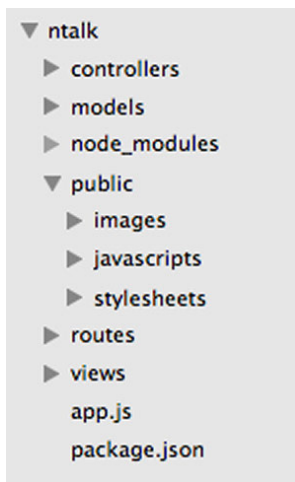 ntalk
controllers
models
node_modules
public
images
javascripts
stylesheets
routes
views
app.js
package.json